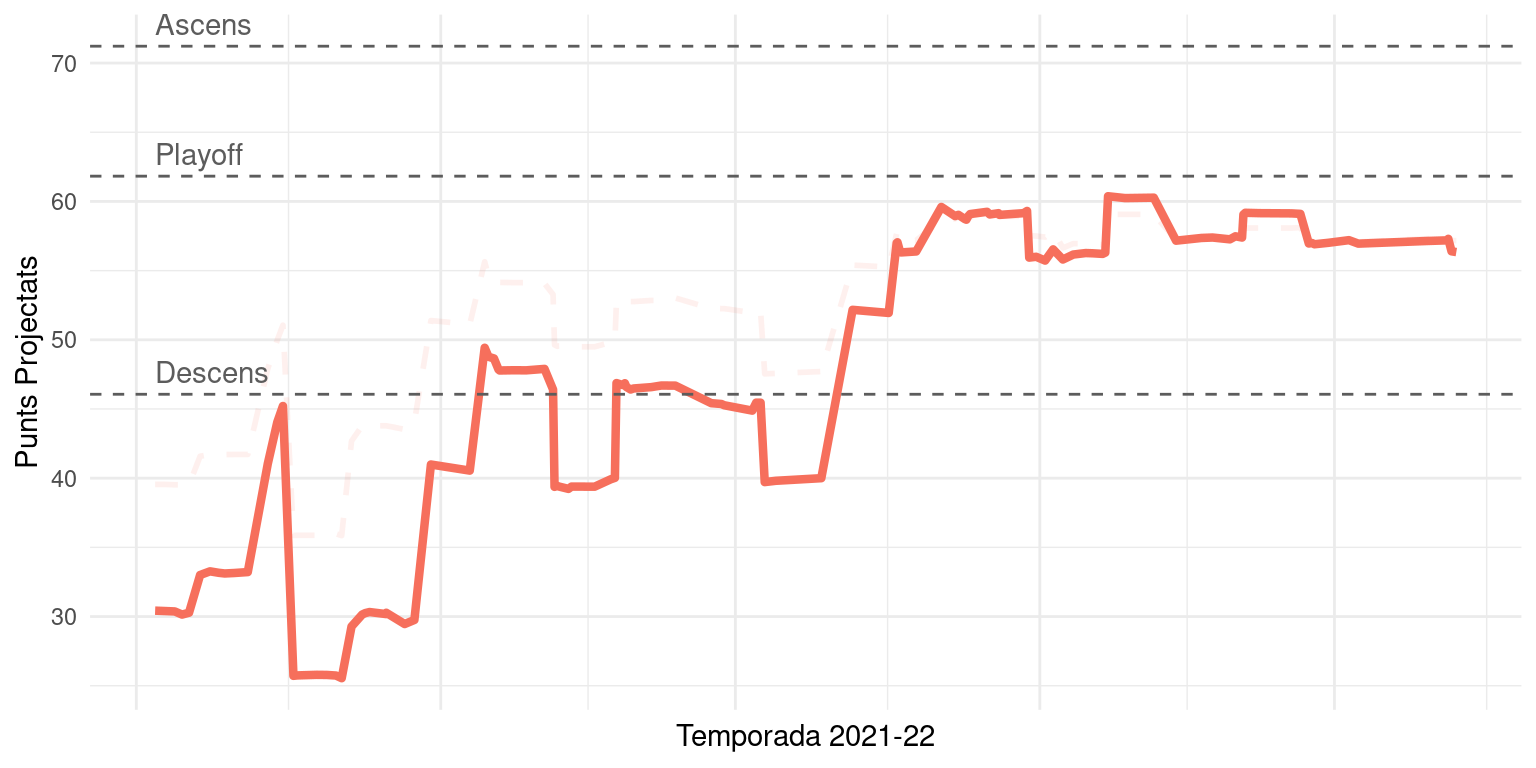 Ascens
70
Playoff
60
50
Descens
40
30
Punts Projectats
Temporada 2021-22